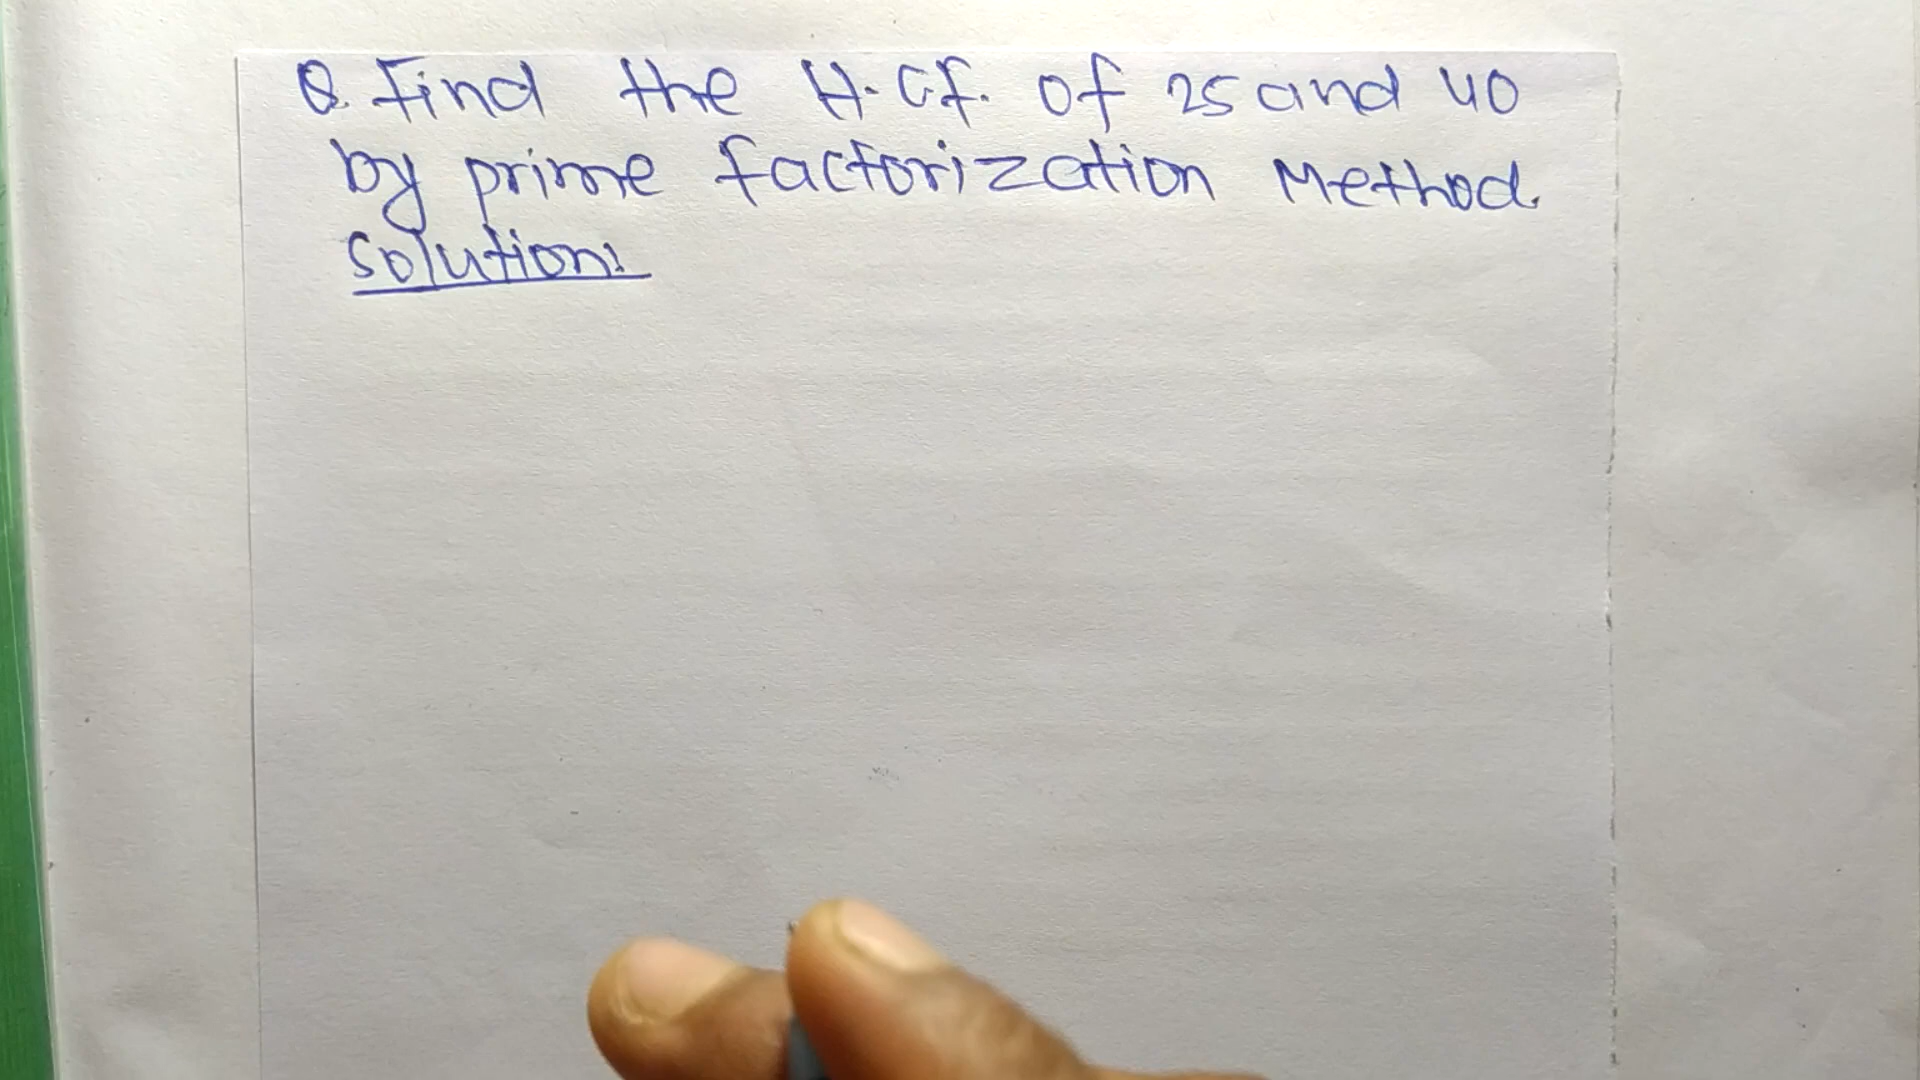 Q. Find the H.C.F. of 25 and 40
by prime factorization Method.
Solution: